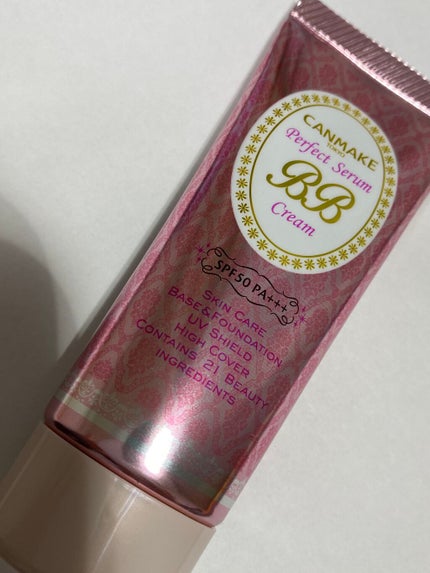 CANMAKE
TOKYO
Perfect Serum
BB
Cream
SPF50 PA+++
SKIN CARE
BASE&FOUNDATION
UV SHIELD
HIGH COVER
CONTAINS 21 BEAUTY
INGREDIENTS